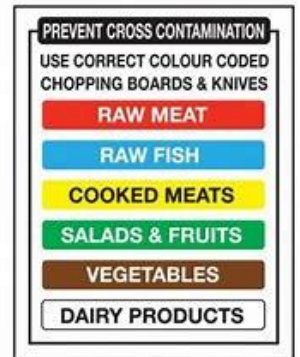 PREVENT CROSS CONTAMINATION
USE CORRECT COLOUR CODED
CHOPPING BOARDS & KNIVES
RAW MEAT
RAW FISH
COOKED MEATS
SALADS & FRUITS
VEGETABLES
DAIRY PRODUCTS